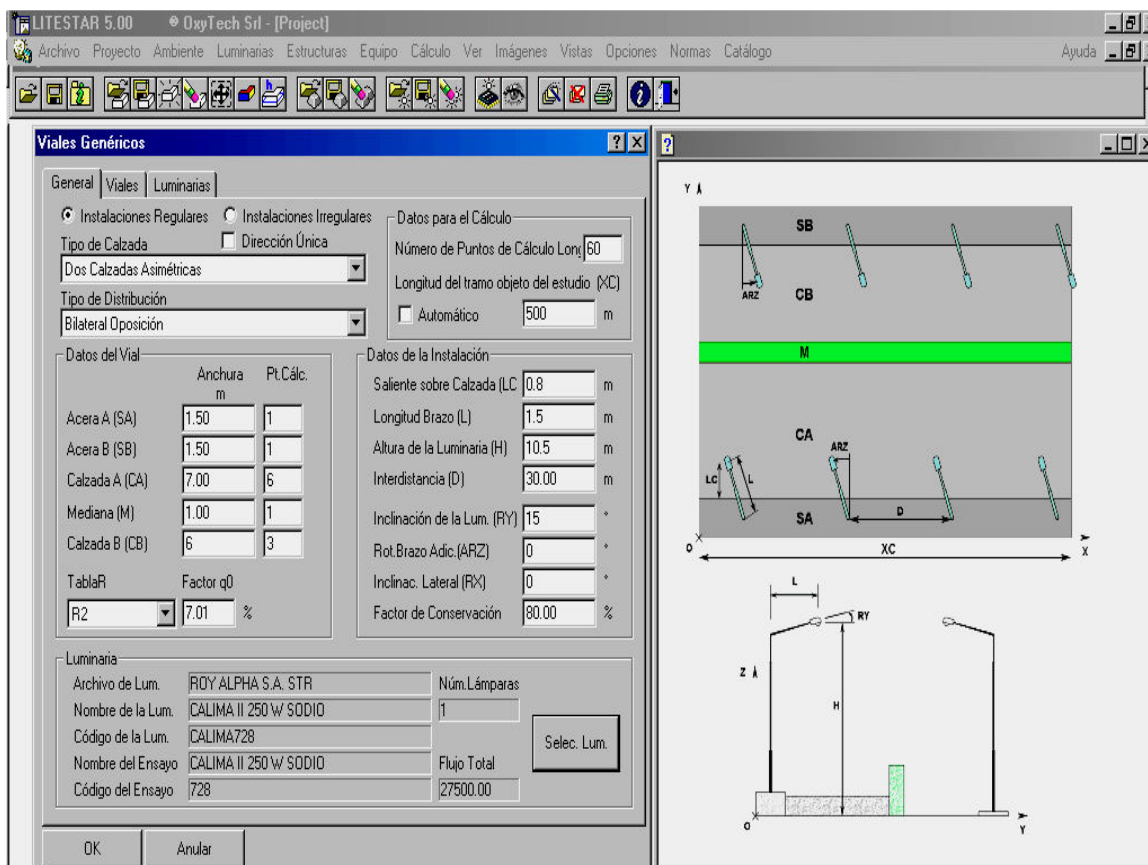 LITESTAR 5.00 ® OxyTech Srl - [Project]
Archivo Proyecto Ambiente Luminarias Estructuras Equipo Cálculo Ver Imágenes Vistas Opciones Normas Catálogo Ayuda
Viales Genéricos
General Viales Luminarias
Instalaciones Regulares Instalaciones Irregulares
Tipo de Calzada Dirección Única
Dos Calzadas Asimétricas
Tipo de Distribución
Bilateral Oposición
Datos para el Cálculo
Número de Puntos de Cálculo Long 60
Longitud del tramo objeto del estudio (XC)
Automático 500 m
Datos del Vial
Anchura Pt.Cálc.
m
Acera A (SA) 1.50 1
Acera B (SB) 1.50 1
Calzada A (CA) 7.00 6
Mediana (M) 1.00 1
Calzada B (CB) 6 3
TablaR Factor q0
R2 7.01 %
Datos de la Instalación
Saliente sobre Calzada (LC 0.8 m
Longitud Brazo (L) 1.5 m
Altura de la Luminaria (H) 10.5 m
Interdistancia (D) 30.00 m
Inclinación de la Lum. (RY) 15 °
Rot.Brazo Adic.(ARZ) 0 °
Inclinac. Lateral (RX) 0 °
Factor de Conservación 80.00 %
Luminaria
Archivo de Lum. ROY ALPHA S.A. STR Núm.Lámparas
Nombre de la Lum. CALIMA II 250 W SODIO 1
Código de la Lum. CALIMA728
Nombre del Ensayo CALIMA II 250 W SODIO Flujo Total
Código del Ensayo 728 27500.00
Selec. Lum.
OK Anular
Y
SB
ARZ CB
M
CA
ARZ
LC L
SA D
O XC X
L
RY
Z
H
O Y